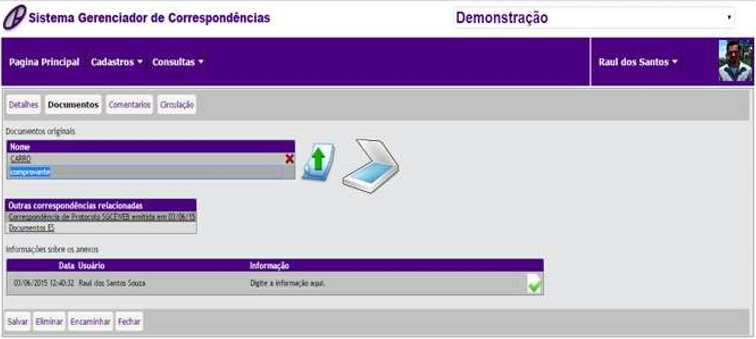 Sistema Gerenciador de Correspondências
Demonstração
Pagina Principal Cadastros Consultas
Raul dos Santos
Detalhes Documentos Comentarios Circulação
Documentos originais
Nome
CARRO
comprovante
Outras correspondências relacionadas
Correspondência de Protocolo SGCEWEB emitida em 03/06/15
Documentos ES
Informações sobre os anexos
Data Usuário Informação
03/06/2015 12:40:32 Raul dos Santos Souza Digite a informação aqui.
Salvar Eliminar Encaminhar Fechar